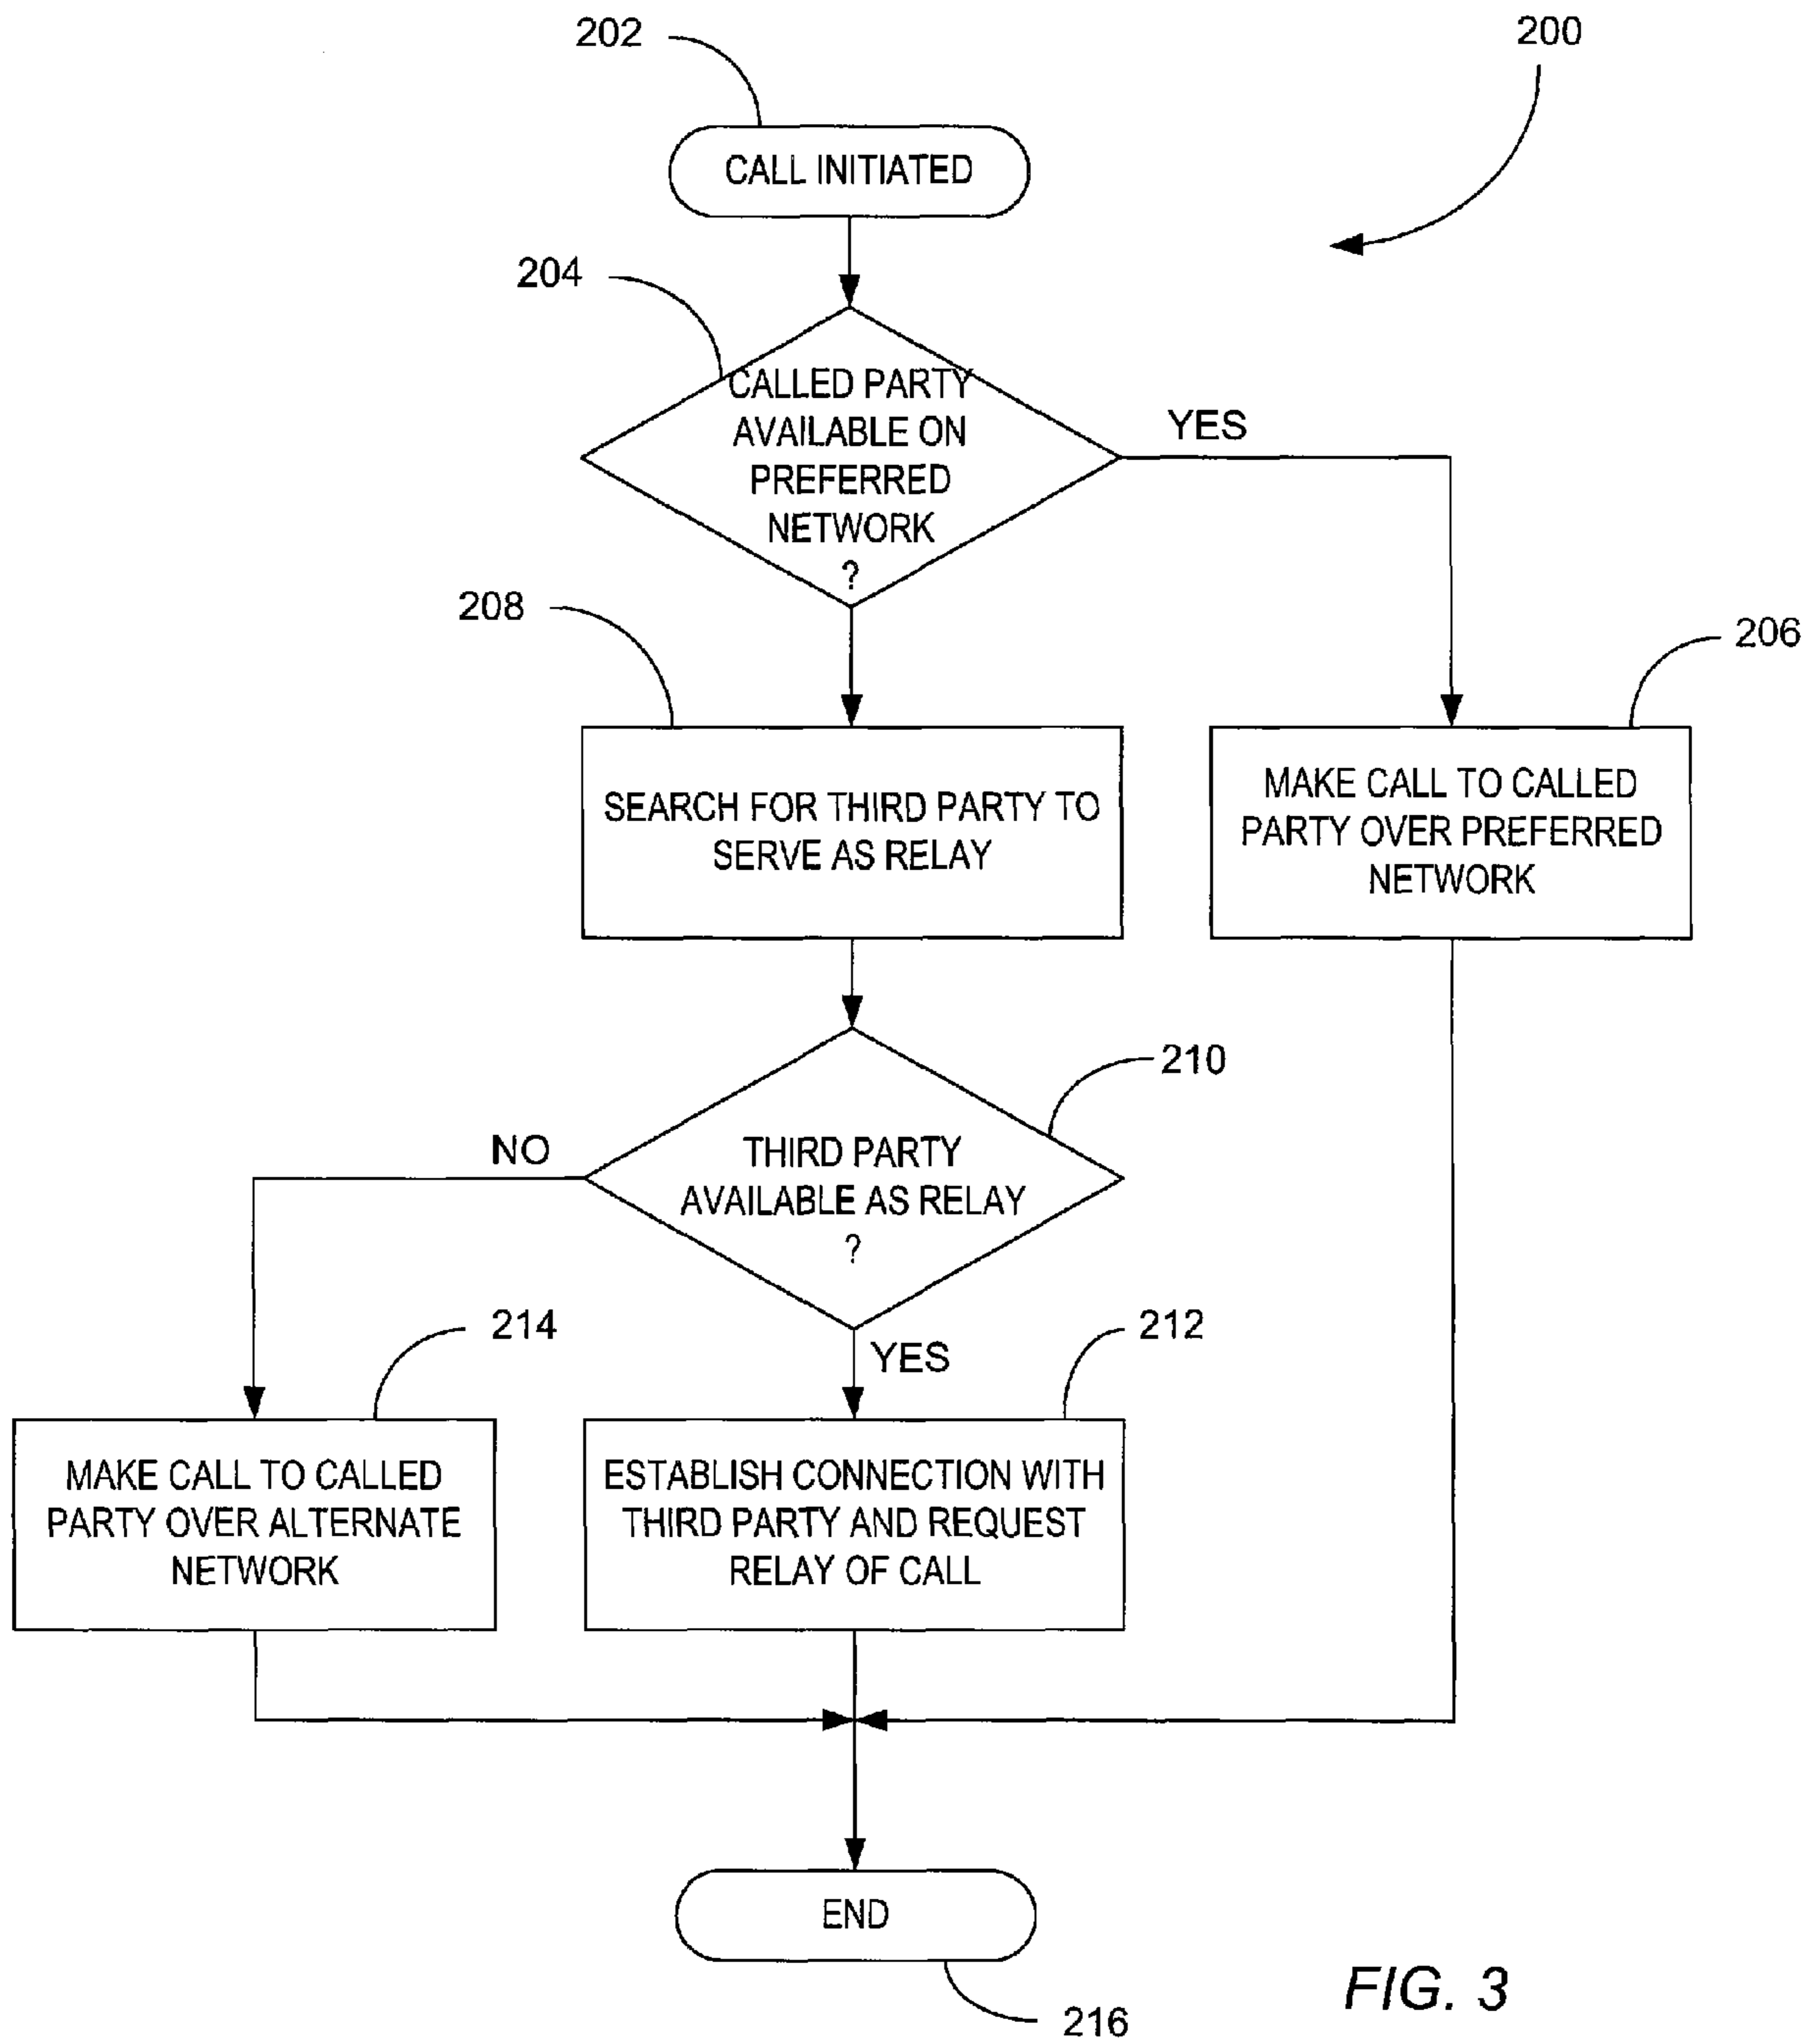 202
200
CALL INITIATED
204
CALLED PARTY
AVAILABLE ON
PREFERRED
NETWORK
?
YES
208
206
SEARCH FOR THIRD PARTY TO
SERVE AS RELAY
MAKE CALL TO CALLED
PARTY OVER PREFERRED
NETWORK
210
NO
THIRD PARTY
AVAILABLE AS RELAY
?
214
YES
212
MAKE CALL TO CALLED
PARTY OVER ALTERNATE
NETWORK
ESTABLISH CONNECTION WITH
THIRD PARTY AND REQUEST
RELAY OF CALL
END
216
FIG. 3